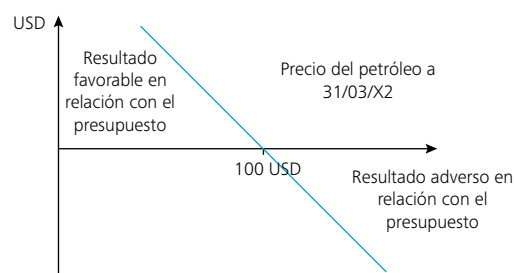 USD
Resultado
favorable en
relación con el
presupuesto
Precio del petróleo a
31/03/X2
100 USD
Resultado adverso en
relación con el
presupuesto